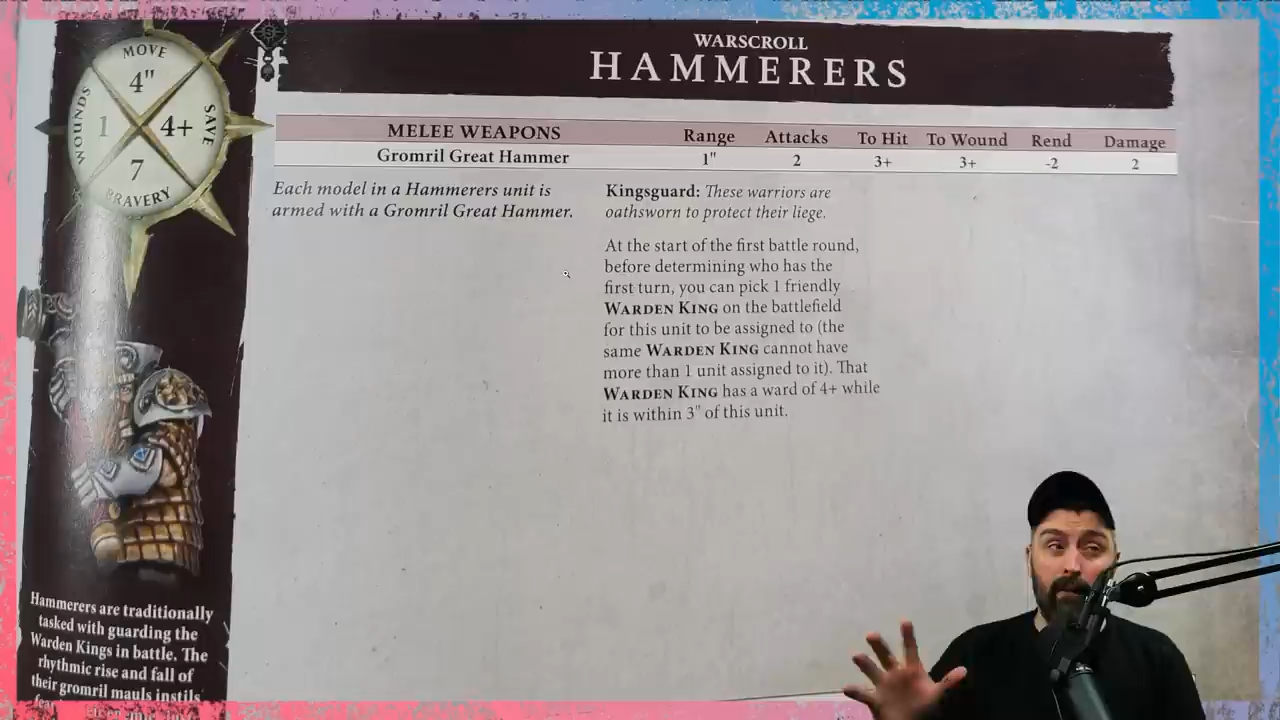 WARSCROLL
HAMMERERS
MOVE
4"
WOUNDS
1
4+
SAVE
7
BRAVERY
MELEE WEAPONS Range Attacks To Hit To Wound Rend Damage
Gromril Great Hammer 1" 2 3+ 3+ -2 2
Each model in a Hammerers unit is
armed with a Gromril Great Hammer.
Kingsguard: These warriors are
oathsworn to protect their liege.
At the start of the first battle round,
before determining who has the
first turn, you can pick 1 friendly
WARDEN KING on the battlefield
for this unit to be assigned to (the
same WARDEN KING cannot have
more than 1 unit assigned to it). That
WARDEN KING has a ward of 4+ while
it is within 3" of this unit.
Hammerers are traditionally
tasked with guarding the
Warden Kings in battle. The
rhythmic rise and fall of
their gromril mauls instils